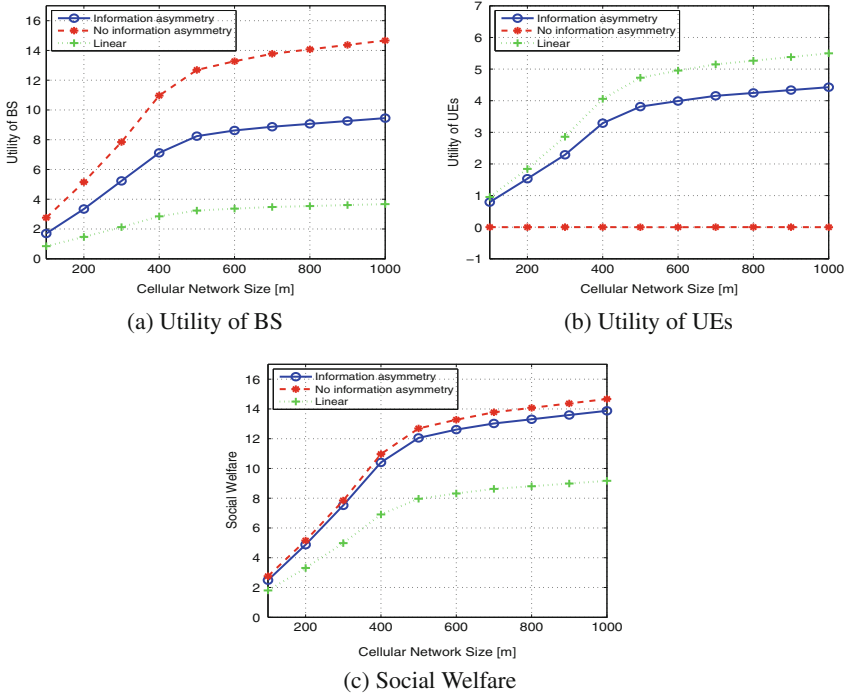 Information asymmetry
No information asymmetry
Linear
16
14
12
10
8
6
4
2
0
Utility of BS
200 400 600 800 1000
Cellular Network Size [m]
(a) Utility of BS
Information asymmetry
No information asymmetry
Linear
7
6
5
4
3
2
1
0
−1
Utility of UEs
200 400 600 800 1000
Cellular Network Size [m]
(b) Utility of UEs
Information asymmetry
No information asymmetry
Linear
16
14
12
10
8
6
4
2
0
Social Welfare
200 400 600 800 1000
Cellular Network Size [m]
(c) Social Welfare